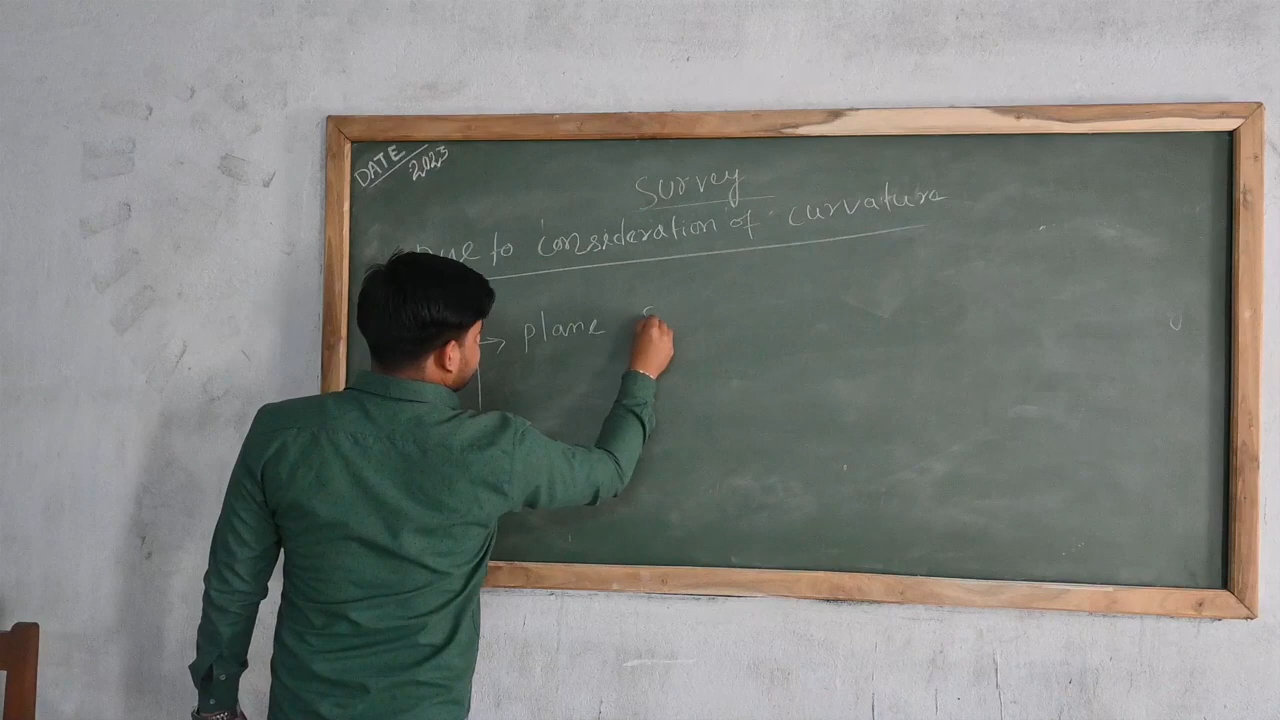 DATE
2023
Survey
Due to consideration of curvature
→ plane